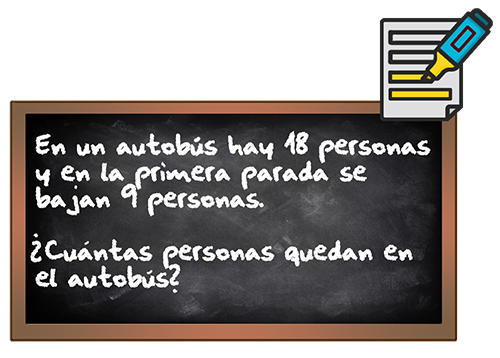 En un autobús hay 18 personas
y en la primera parada se
bajan 9 personas.
¿Cuántas personas quedan en
el autobús?